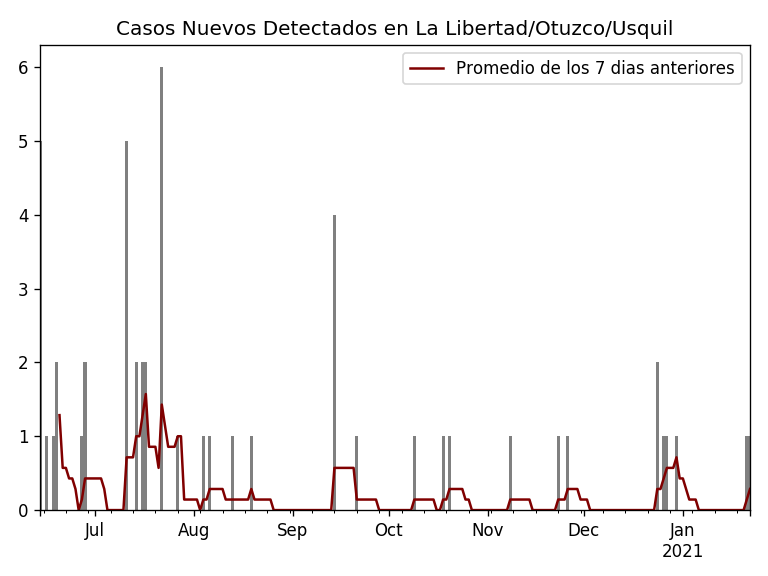 Casos Nuevos Detectados en La Libertad/Otuzco/Usquil
Promedio de los 7 dias anteriores
6
5
4
3
2
1
0
Jul Aug Sep Oct Nov Dec Jan
2021